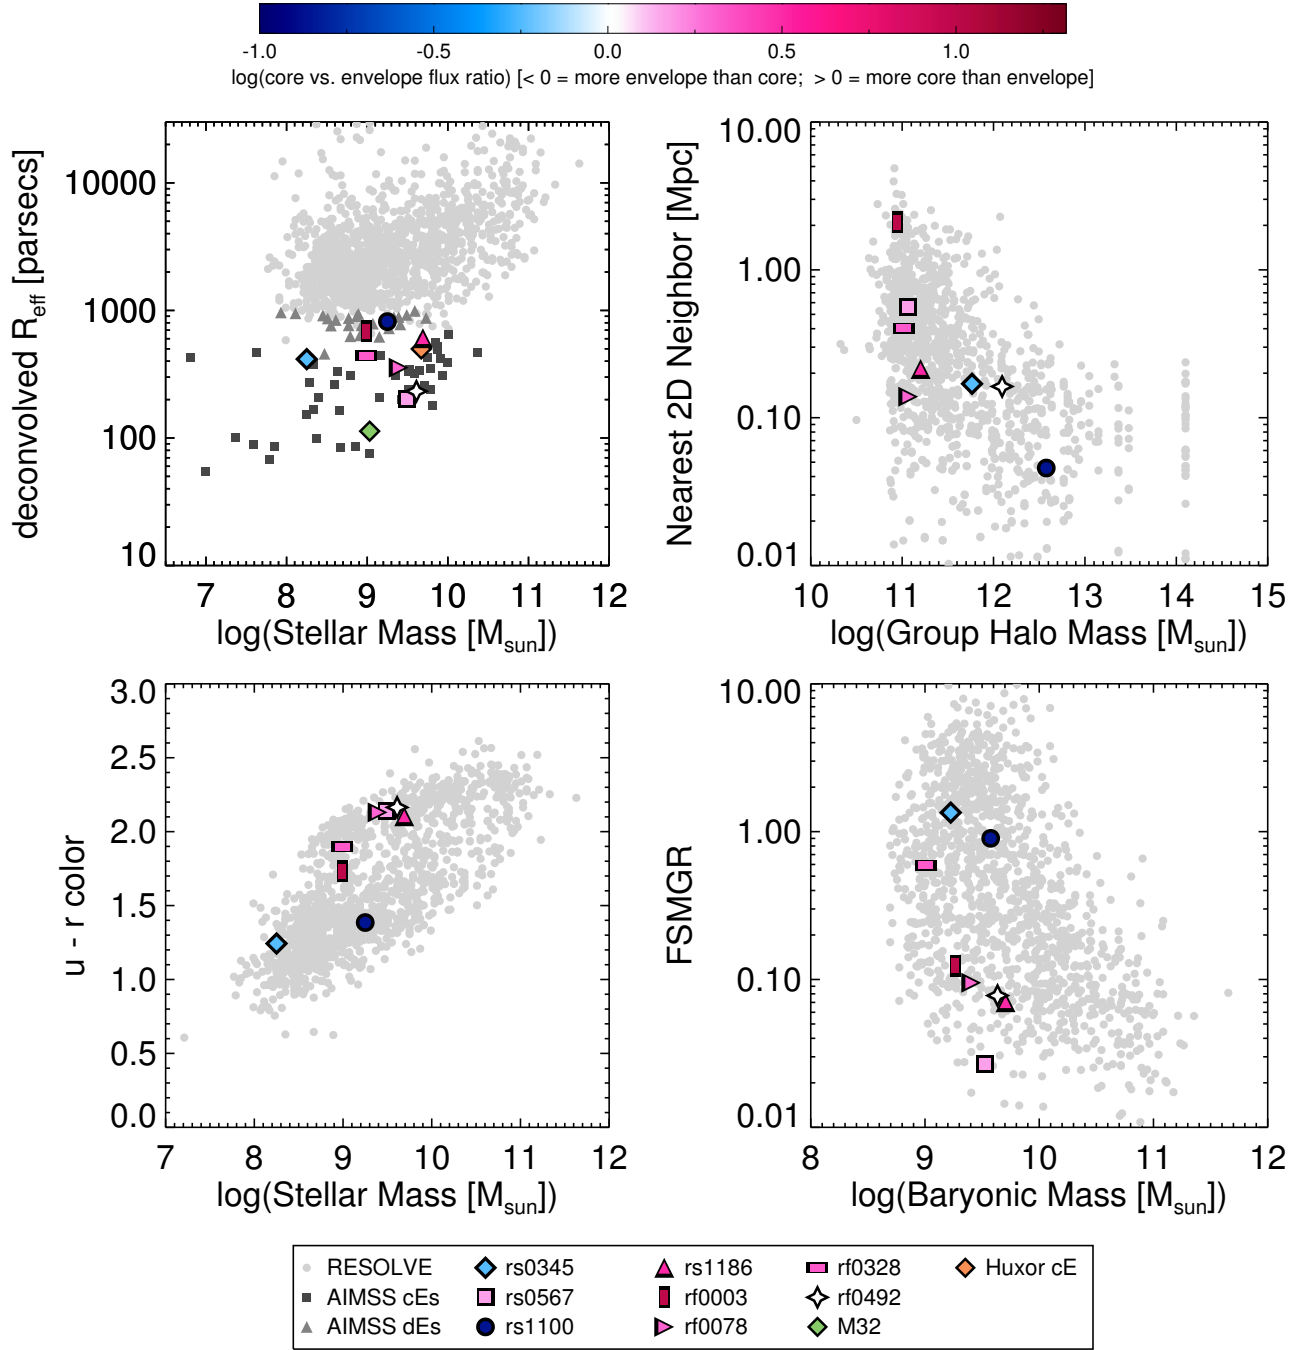 -1.0 -0.5 0.0 0.5 1.0
log(core vs. envelope flux ratio) [< 0 = more envelope than core; > 0 = more core than envelope]
deconvolved Reff [parsecs]
10000
1000
100
10
7 8 9 10 11 12
log(Stellar Mass [Msun])
Nearest 2D Neighbor [Mpc]
10.00
1.00
0.10
0.01
10 11 12 13 14 15
log(Group Halo Mass [Msun])
u - r color
3.0
2.5
2.0
1.5
1.0
0.5
0.0
7 8 9 10 11 12
log(Stellar Mass [Msun])
FSMGR
10.00
1.00
0.10
0.01
8 9 10 11 12
log(Baryonic Mass [Msun])
RESOLVE rs0345 rs1186 rf0328 Huxor cE
AIMSS cEs rs0567 rf0003 rf0492
AIMSS dEs rs1100 rf0078 M32